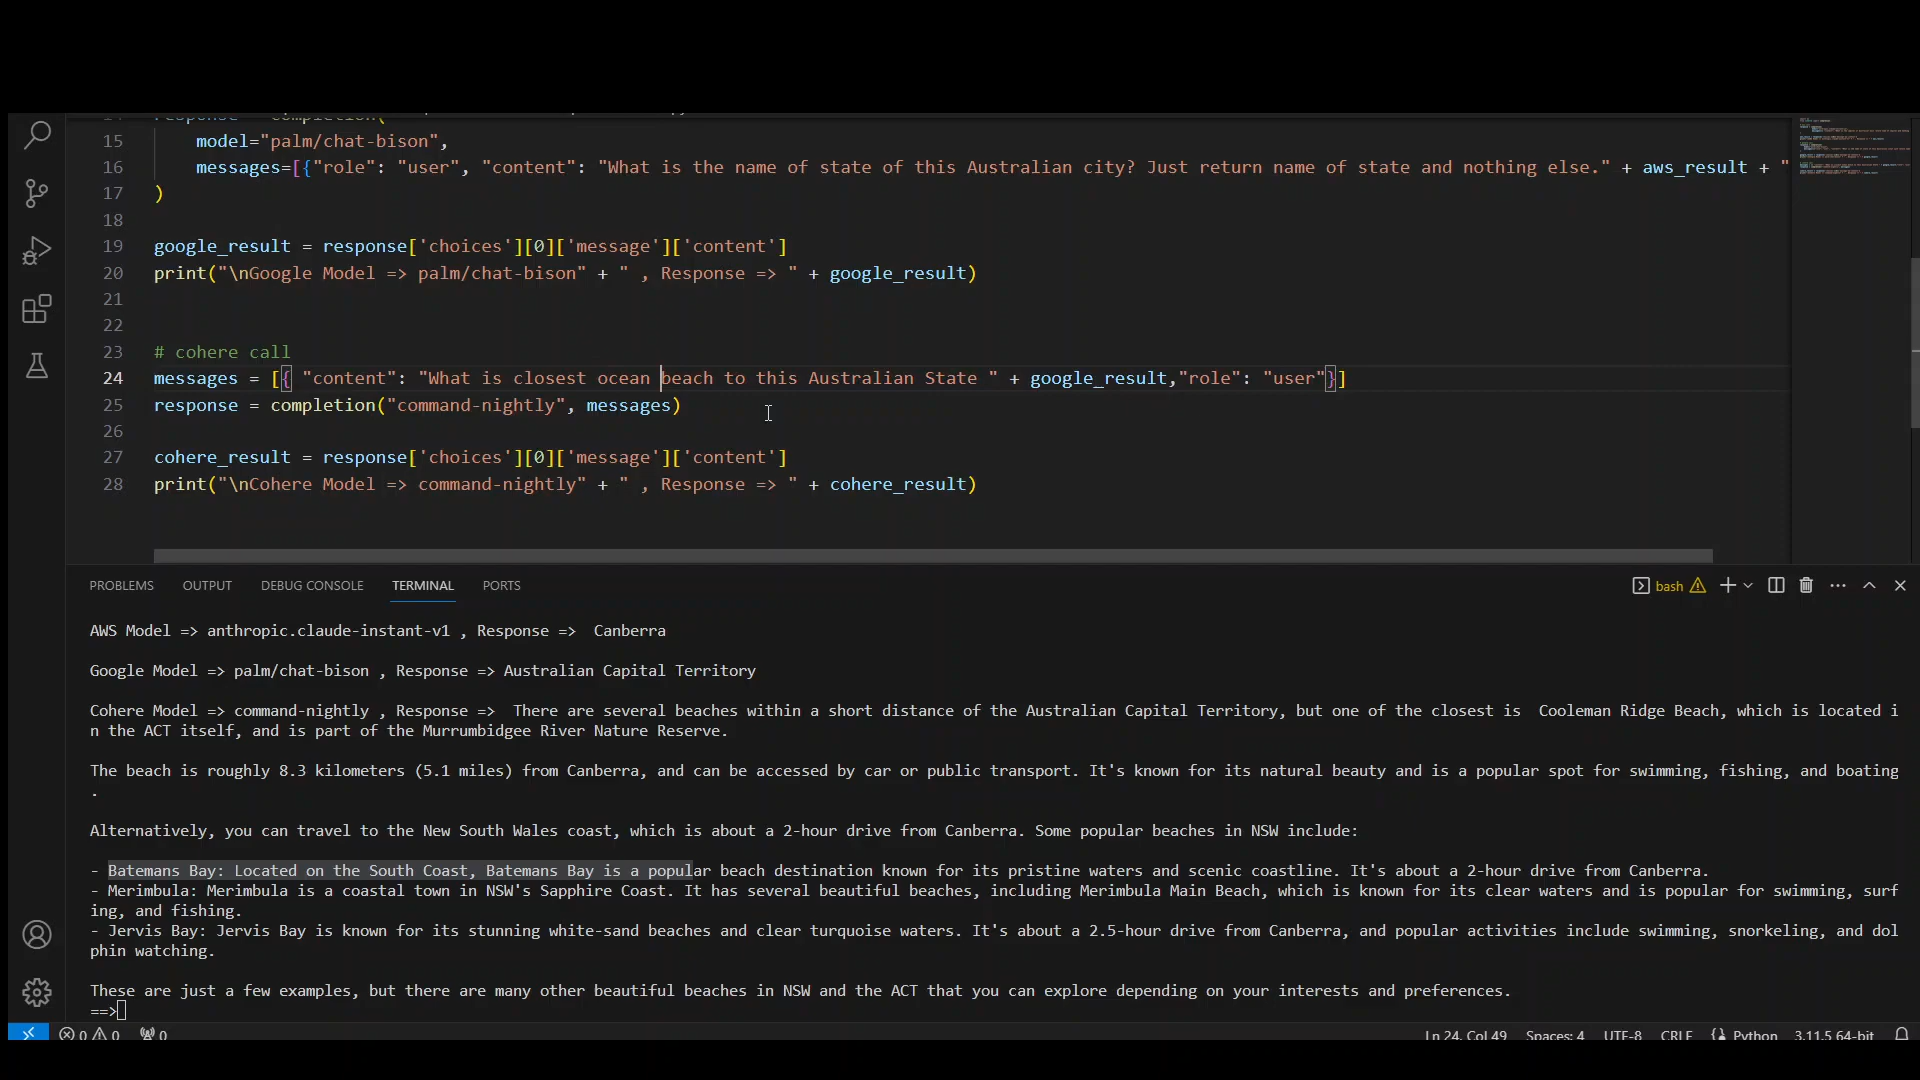 response = completion(
15 model="palm/chat-bison",
16 messages=[{"role": "user", "content": "What is the name of state of this Australian city? Just return name of state and nothing else." + aws_result + "
17 )
18
19 google_result = response['choices'][0]['message']['content']
20 print("\nGoogle Model => palm/chat-bison" + " , Response => " + google_result)
21
22
23 # cohere call
24 messages = [{ "content": "What is closest ocean beach to this Australian State " + google_result,"role": "user"}]
25 response = completion("command-nightly", messages)
26
27 cohere_result = response['choices'][0]['message']['content']
28 print("\nCohere Model => command-nightly" + " , Response => " + cohere_result)
PROBLEMS OUTPUT DEBUG CONSOLE TERMINAL PORTS bash
AWS Model => anthropic.claude-instant-v1 , Response =>  Canberra
Google Model => palm/chat-bison , Response => Australian Capital Territory
Cohere Model => command-nightly , Response =>  There are several beaches within a short distance of the Australian Capital Territory, but one of the closest is  Cooleman Ridge Beach, which is located i
n the ACT itself, and is part of the Murrumbidgee River Nature Reserve.
The beach is roughly 8.3 kilometers (5.1 miles) from Canberra, and can be accessed by car or public transport. It's known for its natural beauty and is a popular spot for swimming, fishing, and boating
.
Alternatively, you can travel to the New South Wales coast, which is about a 2-hour drive from Canberra. Some popular beaches in NSW include:
- Batemans Bay: Located on the South Coast, Batemans Bay is a popular beach destination known for its pristine waters and scenic coastline. It's about a 2-hour drive from Canberra.
- Merimbula: Merimbula is a coastal town in NSW's Sapphire Coast. It has several beautiful beaches, including Merimbula Main Beach, which is known for its clear waters and is popular for swimming, surf
ing, and fishing.
- Jervis Bay: Jervis Bay is known for its stunning white-sand beaches and clear turquoise waters. It's about a 2.5-hour drive from Canberra, and popular activities include swimming, snorkeling, and dol
phin watching.
These are just a few examples, but there are many other beautiful beaches in NSW and the ACT that you can explore depending on your interests and preferences.
==>
0 0 0 Ln 24, Col 49 Spaces: 4 UTF-8 CRLF Python 3.11.5 64-bit